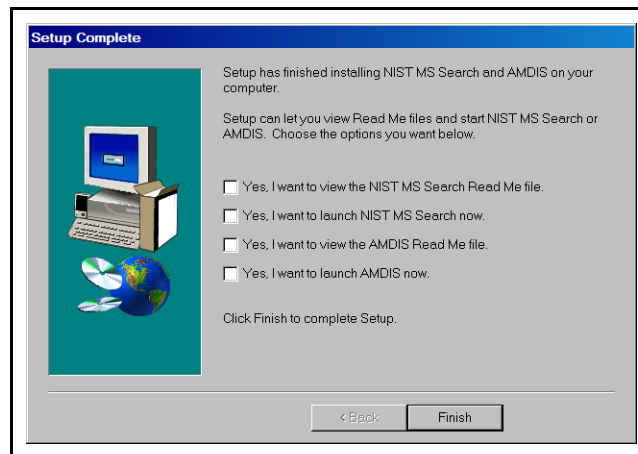 Setup Complete
Setup has finished installing NIST MS Search and AMDIS on your
computer.
Setup can let you view Read Me files and start NIST MS Search or
AMDIS. Choose the options you want below.
Yes, I want to view the NIST MS Search Read Me file.
Yes, I want to launch NIST MS Search now.
Yes, I want to view the AMDIS Read Me file.
Yes, I want to launch AMDIS now.
Click Finish to complete Setup.
< Back
Finish